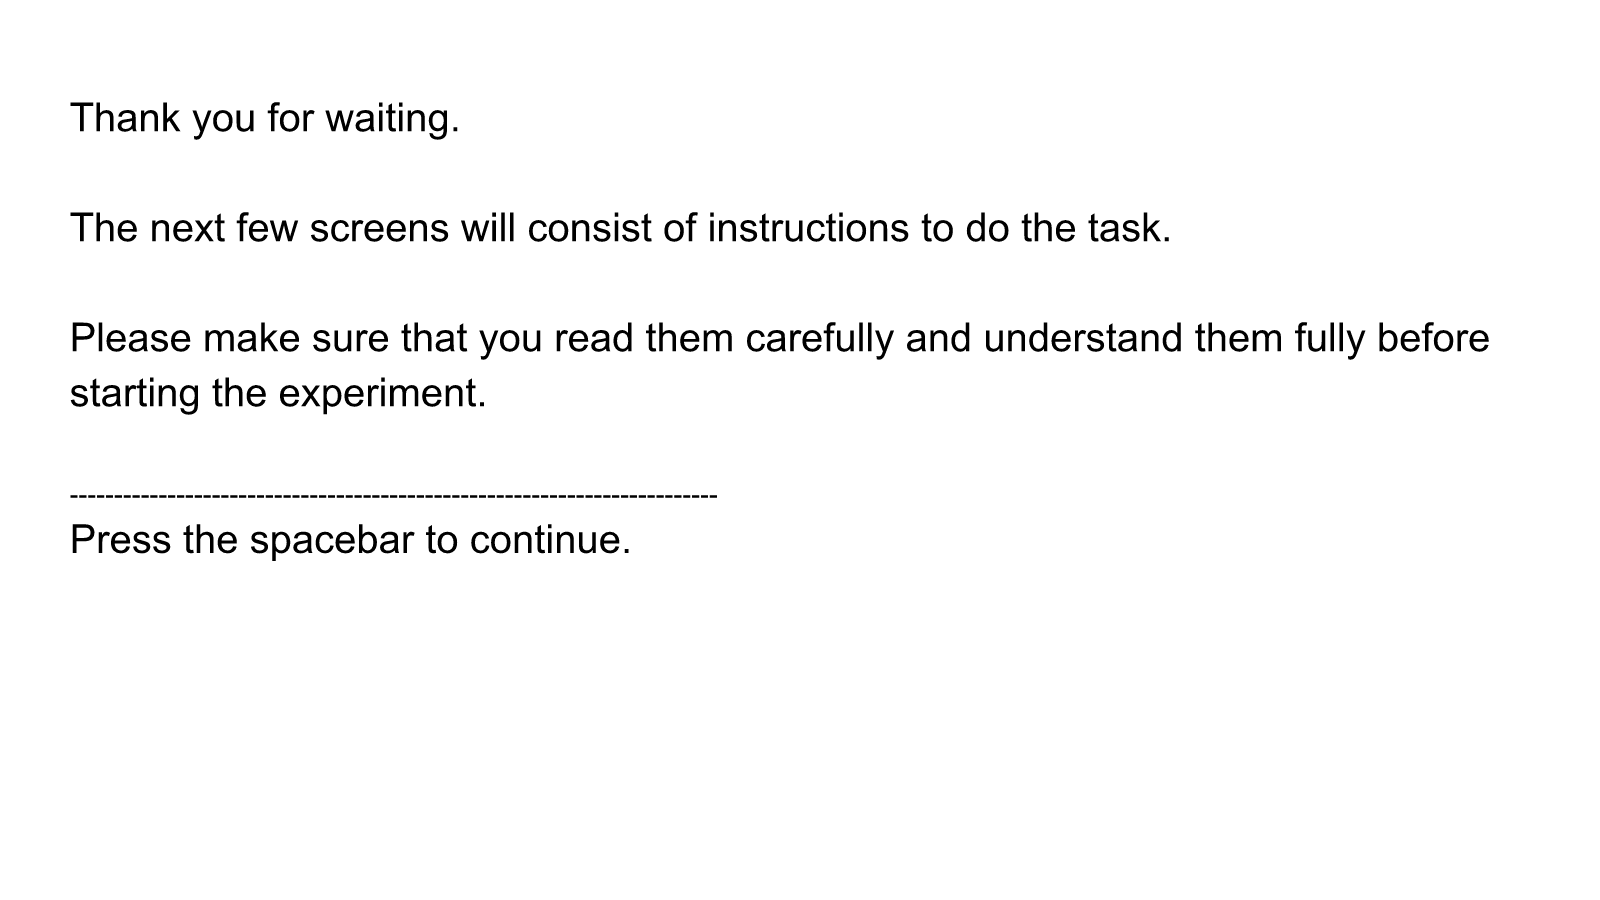 Thank you for waiting.
The next few screens will consist of instructions to do the task.
Please make sure that you read them carefully and understand them fully before
starting the experiment.
-------------------------------------------------------------------------
Press the spacebar to continue.